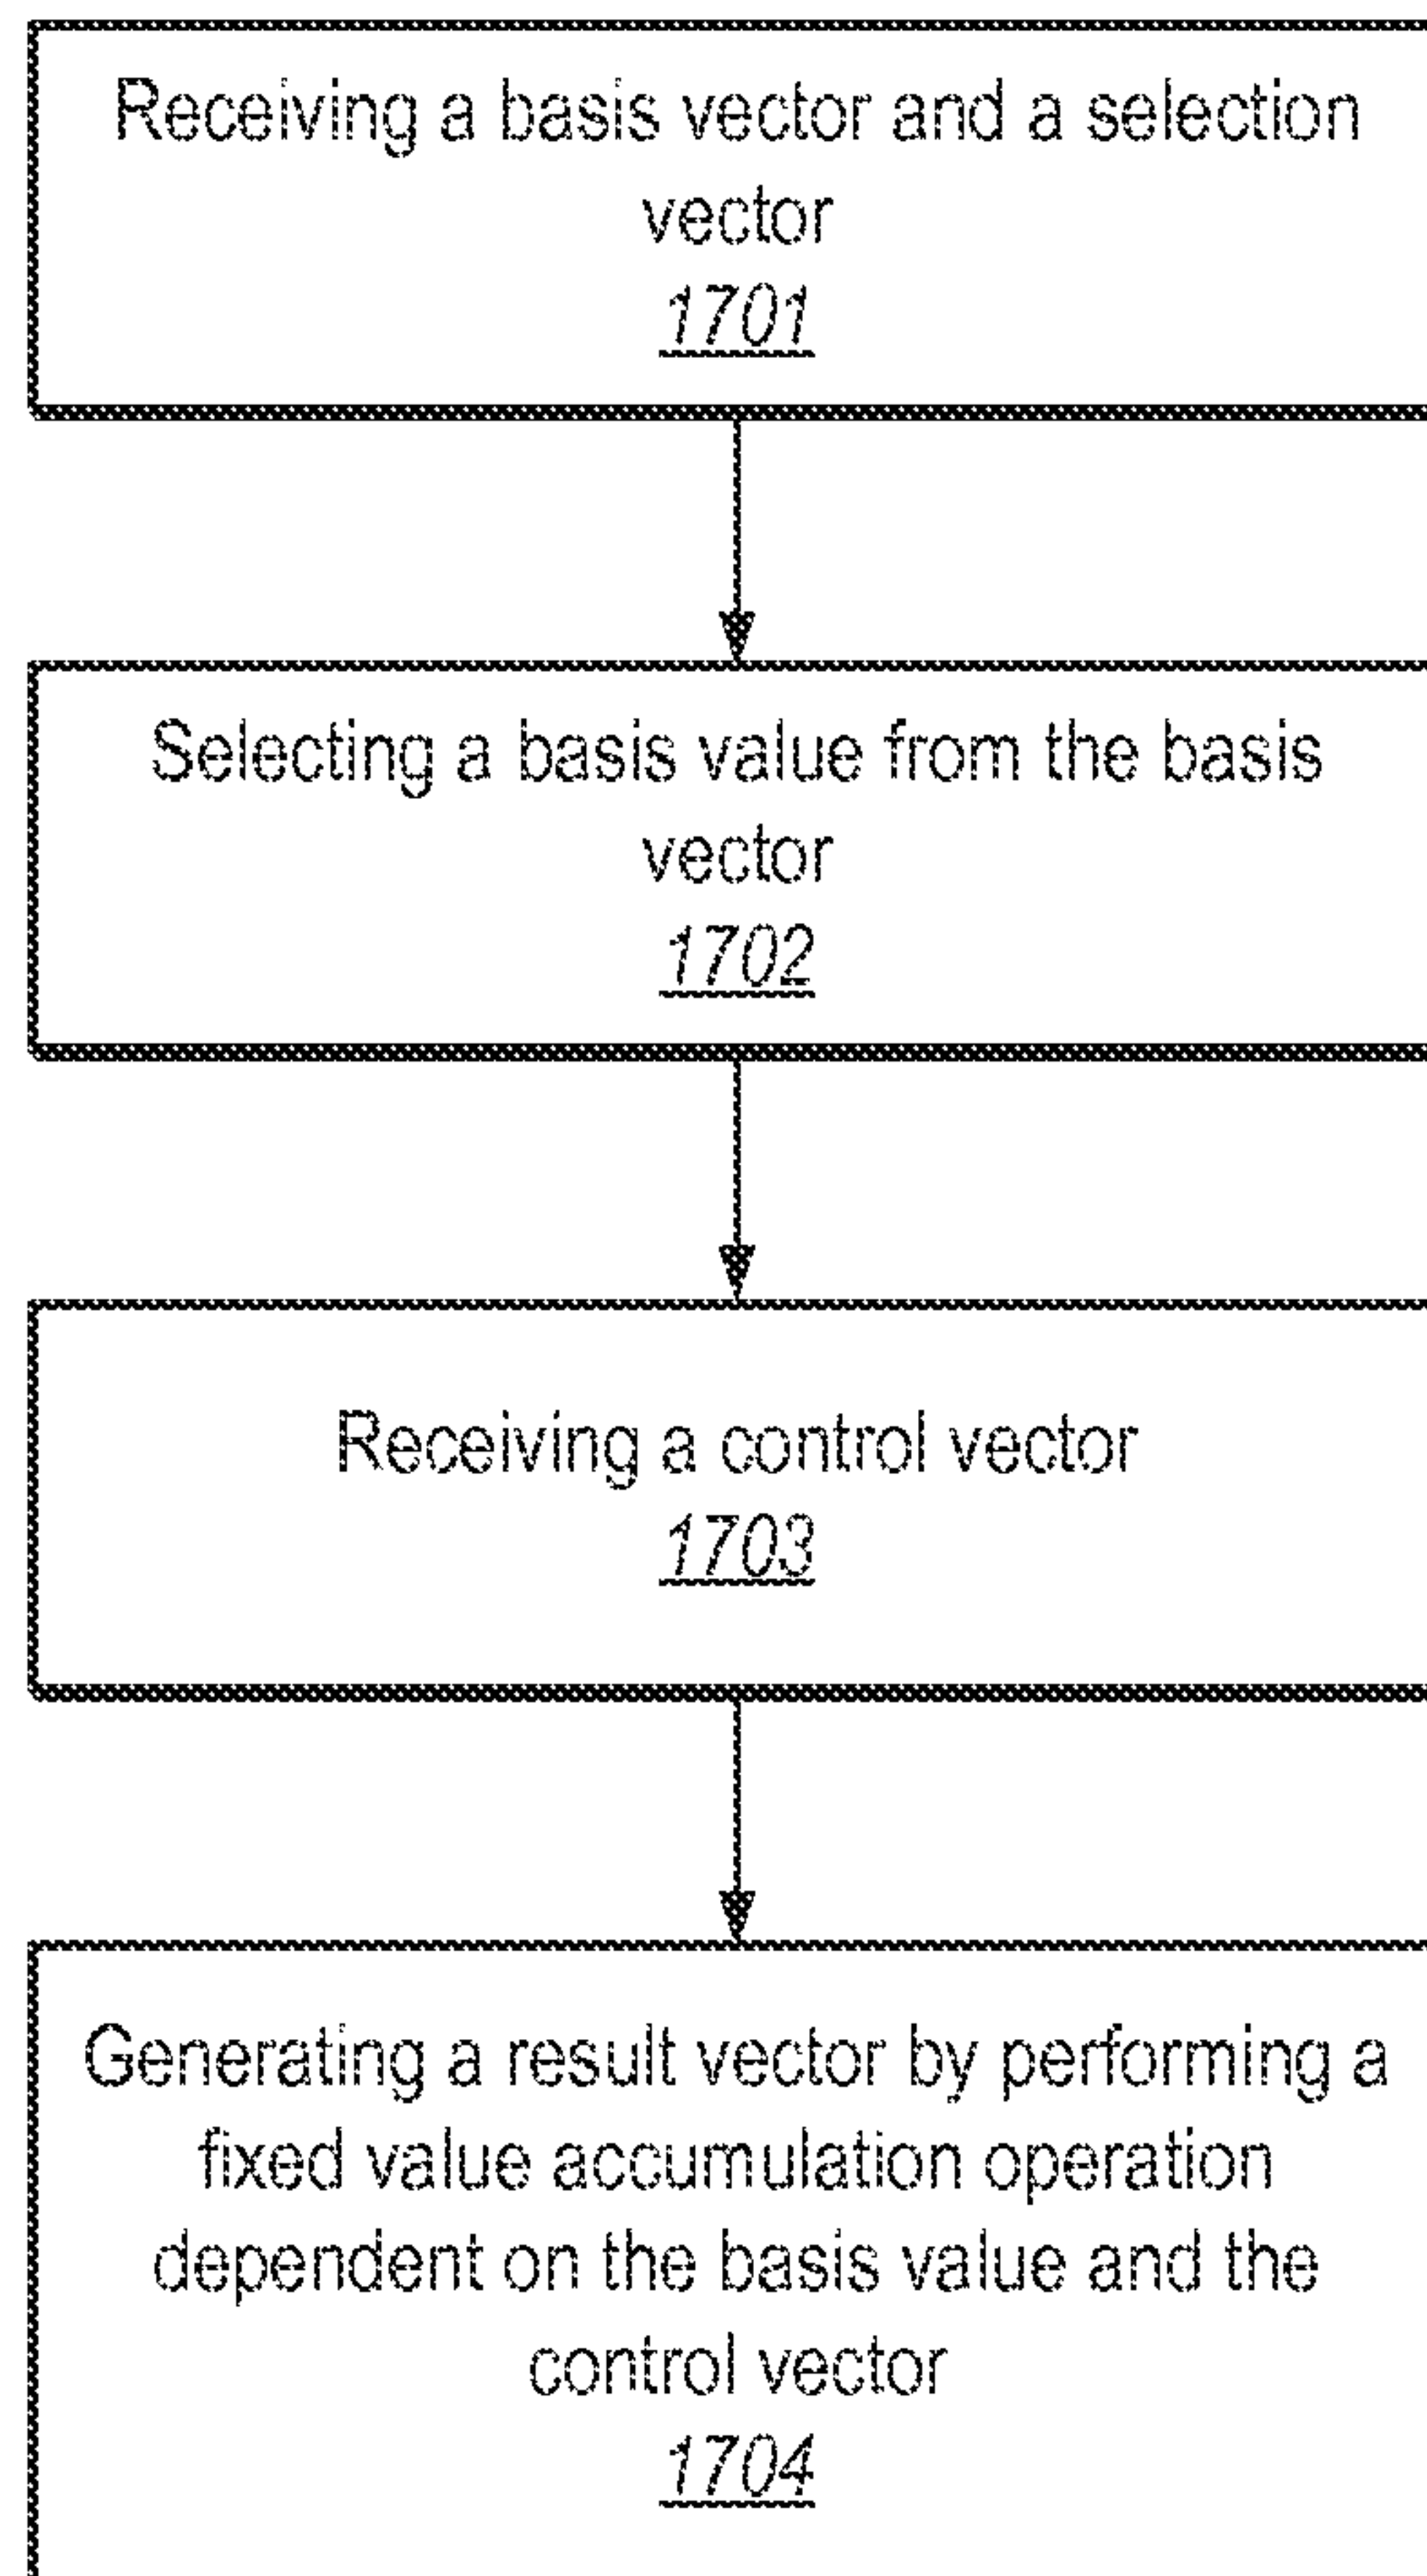 Receiving a basis vector and a selection
vector
1701
Selecting a basis value from the basis
vector
1702
Receiving a control vector
1703
Generating a result vector by performing a
fixed value accumulation operation
dependent on the basis value and the
control vector
1704